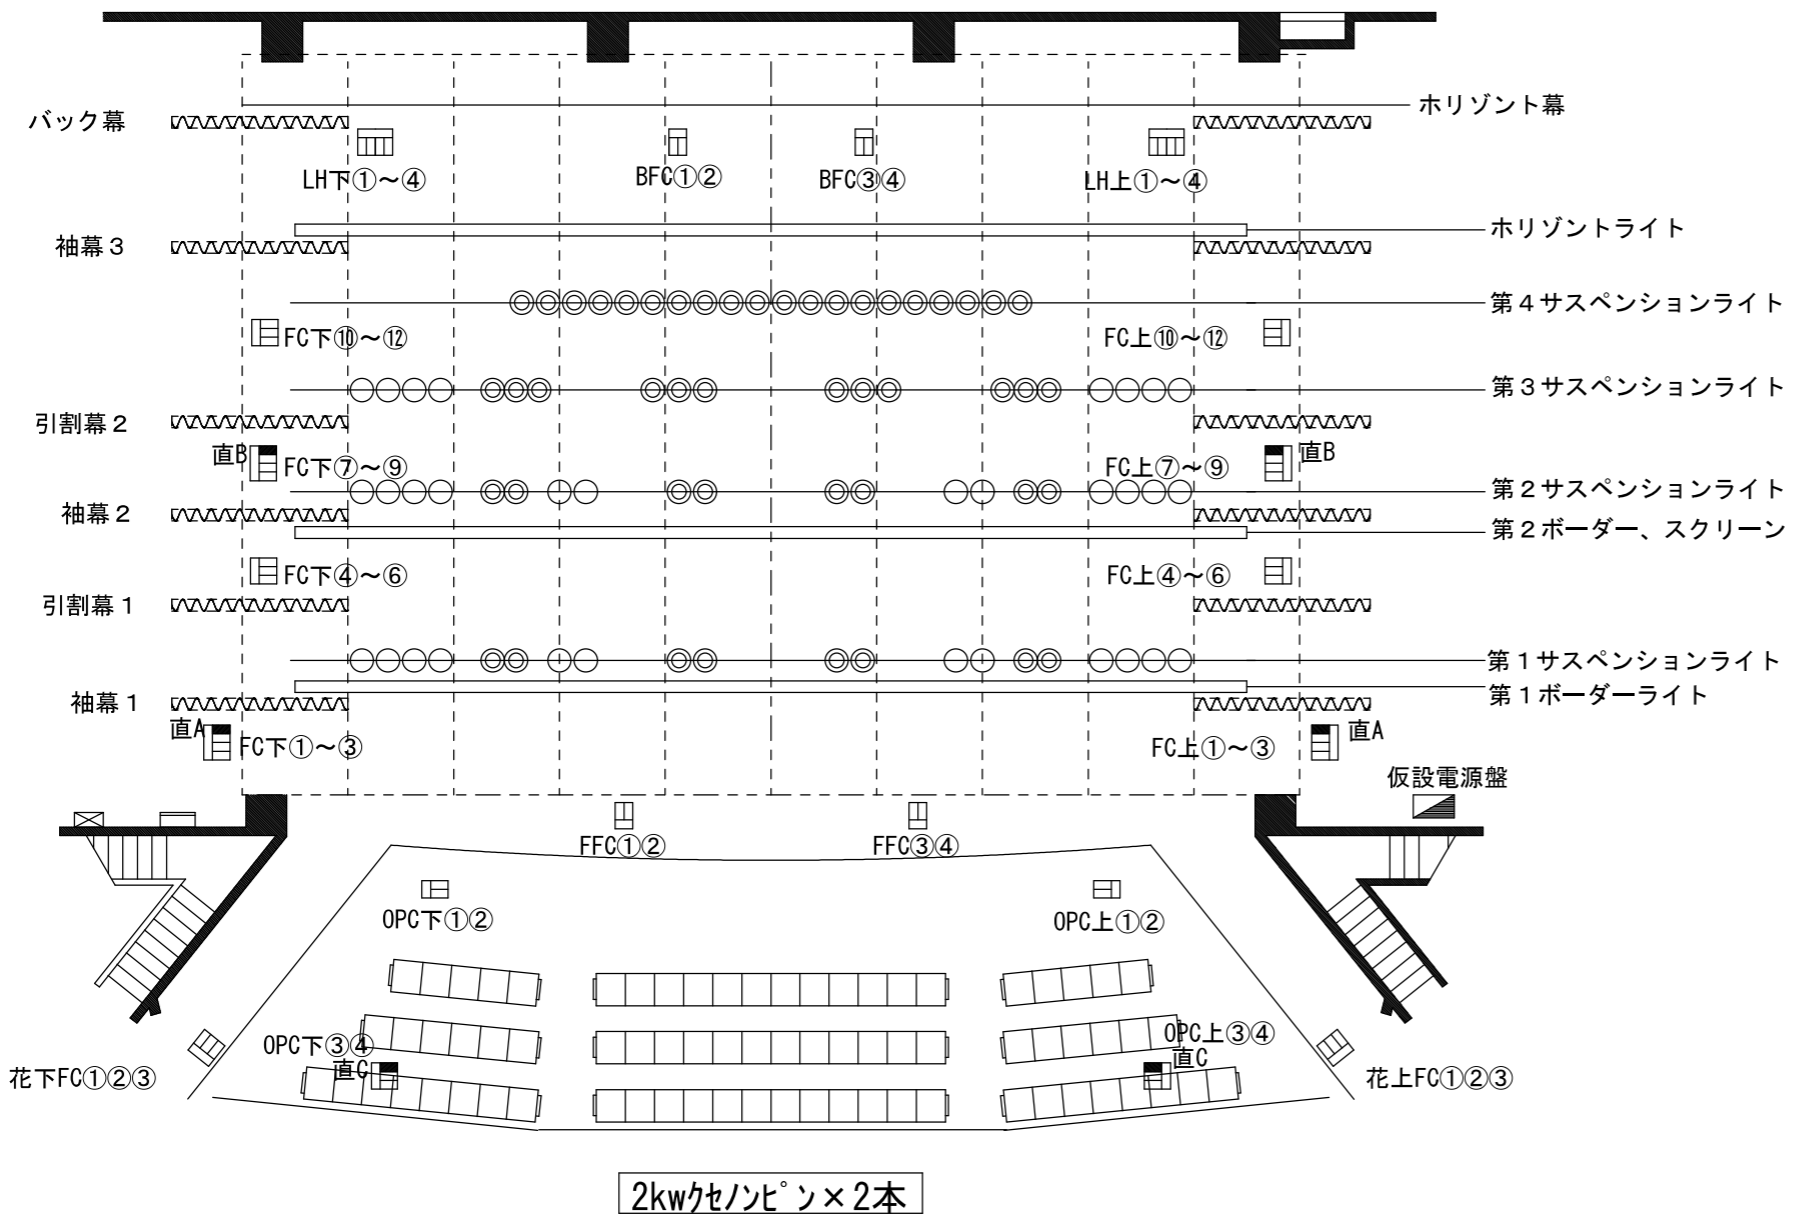 ホリゾント幕
バック幕
LH下①～④
BFC①②
BFC③④
LH上①～④
ホリゾントライト
袖幕３
第４サスペンションライト
FC下⑩～⑫
FC上⑩～⑫
第３サスペンションライト
引割幕２
直B
FC下⑦～⑨
FC上⑦～⑨
直B
第２サスペンションライト
袖幕２
第２ボーダー、スクリーン
FC下④～⑥
FC上④～⑥
引割幕１
第１サスペンションライト
第１ボーダーライト
袖幕１
直A
FC下①～③
FC上①～③
直A
仮設電源盤
FFC①②
FFC③④
OPC下①②
OPC上①②
OPC下③④
直C
OPC上③④
直C
花下FC①②③
花上FC①②③
2kwｸｾﾉﾝﾋﾟﾝ×2本